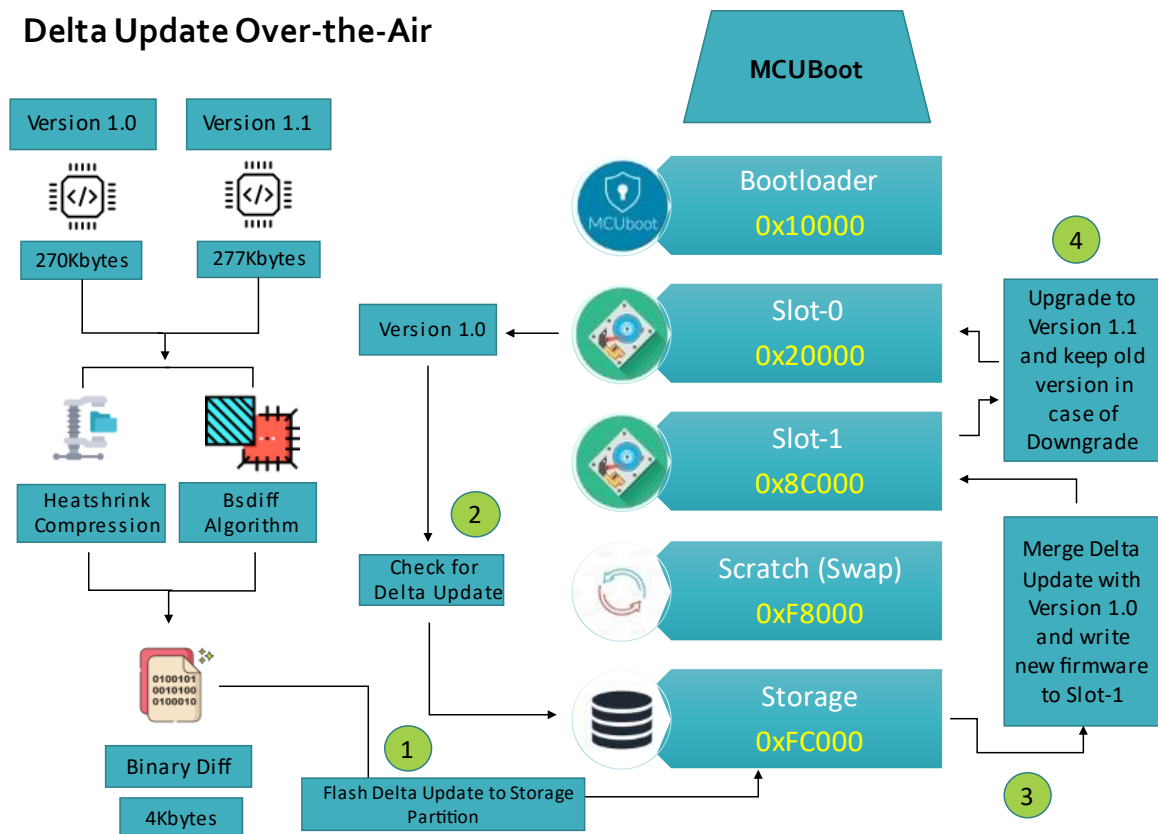 Delta Update Over-the-Air
MCUBoot
Version 1.0
Version 1.1
</>
</>
270Kbytes
277Kbytes
Heatshrink
Compression
Bsdiff
Algorithm
0100101
0010100
0100010
Binary Diff
4Kbytes
1
Flash Delta Update to Storage
Partition
Version 1.0
2
Check for
Delta Update
MCUboot
Bootloader
0x10000
Slot-0
0x20000
Slot-1
0x8C000
Scratch (Swap)
0xF8000
Storage
0xFC000
3
Merge Delta
Update with
Version 1.0
and write
new firmware
to Slot-1
4
Upgrade to
Version 1.1
and keep old
version in
case of
Downgrade